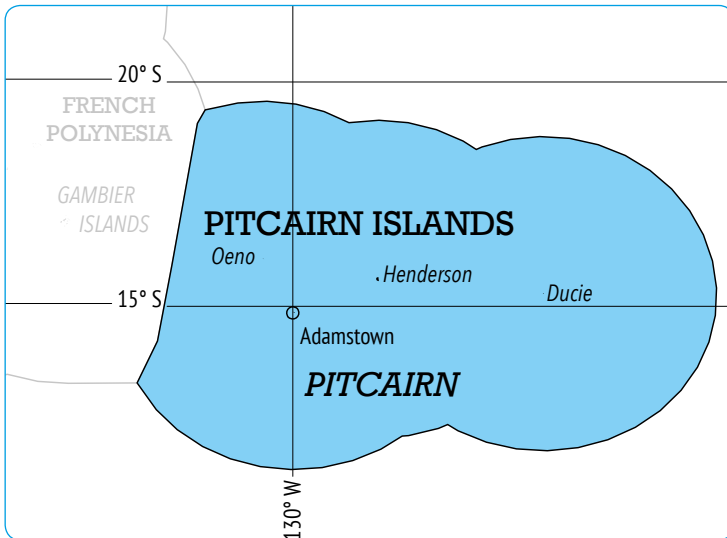 20° S
FRENCH
POLYNESIA
GAMBIER
ISLANDS
PITCAIRN ISLANDS
Oeno
Henderson
Ducie
15° S
Adamstown
PITCAIRN
130° W